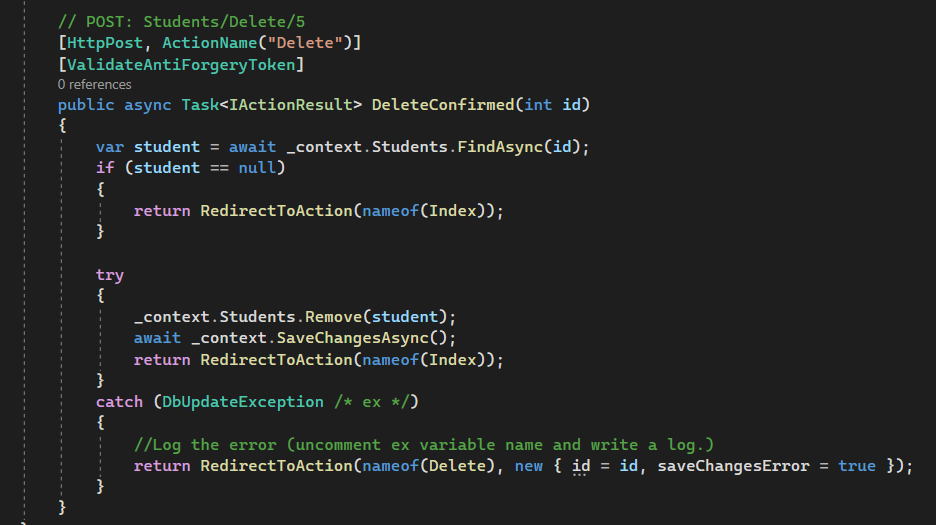 // POST: Students/Delete/5
[HttpPost, ActionName("Delete")]
[ValidateAntiForgeryToken]
0 references
public async Task<IActionResult> DeleteConfirmed(int id)
{
var student = await _context.Students.FindAsync(id);
if (student == null)
{
return RedirectToAction(nameof(Index));
}
try
{
_context.Students.Remove(student);
await _context.SaveChangesAsync();
return RedirectToAction(nameof(Index));
}
catch (DbUpdateException /* ex */)
{
//Log the error (uncomment ex variable name and write a log.)
return RedirectToAction(nameof(Delete), new { id = id, saveChangesError = true });
}
}